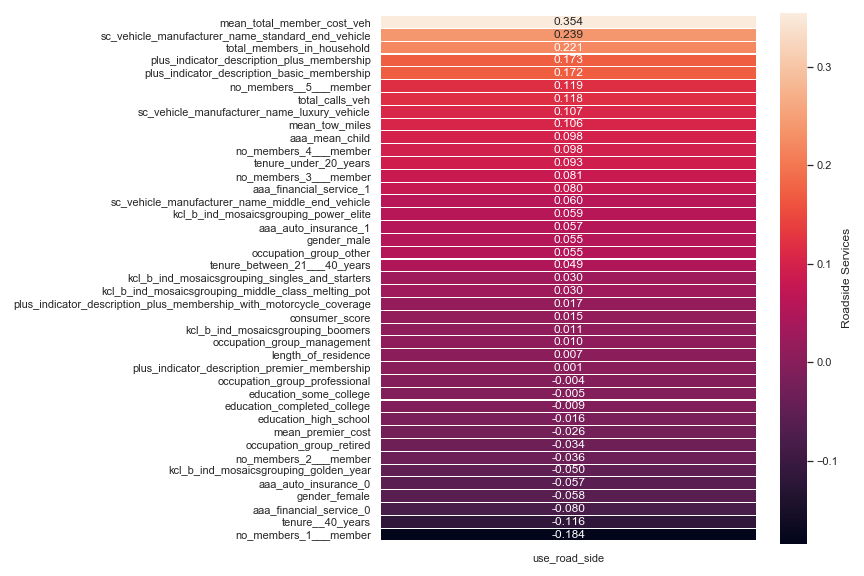 mean_total_member_cost_veh 0.354
sc_vehicle_manufacturer_name_standard_end_vehicle 0.239
total_members_in_household 0.221
plus_indicator_description_plus_membership 0.173
plus_indicator_description_basic_membership 0.172
no_members__5___member 0.119
total_calls_veh 0.118
sc_vehicle_manufacturer_name_luxury_vehicle 0.107
mean_tow_miles 0.106
aaa_mean_child 0.098
no_members_4___member 0.098
tenure_under_20_years 0.093
no_members_3___member 0.081
aaa_financial_service_1 0.080
sc_vehicle_manufacturer_name_middle_end_vehicle 0.060
kcl_b_ind_mosaicsgrouping_power_elite 0.059
aaa_auto_insurance_1 0.057
gender_male 0.055
occupation_group_other 0.055
tenure_between_21___40_years 0.049
kcl_b_ind_mosaicsgrouping_singles_and_starters 0.030
kcl_b_ind_mosaicsgrouping_middle_class_melting_pot 0.030
plus_indicator_description_plus_membership_with_motorcycle_coverage 0.017
consumer_score 0.015
kcl_b_ind_mosaicsgrouping_boomers 0.011
occupation_group_management 0.010
length_of_residence 0.007
plus_indicator_description_premier_membership 0.001
occupation_group_professional -0.004
education_some_college -0.005
education_completed_college -0.009
education_high_school -0.016
mean_premier_cost -0.026
occupation_group_retired -0.034
no_members_2___member -0.036
kcl_b_ind_mosaicsgrouping_golden_year -0.050
aaa_auto_insurance_0 -0.057
gender_female -0.058
aaa_financial_service_0 -0.080
tenure__40_years -0.116
no_members_1___member -0.184
use_road_side
0.3
0.2
0.1
0.0
−0.1
Roadside Services